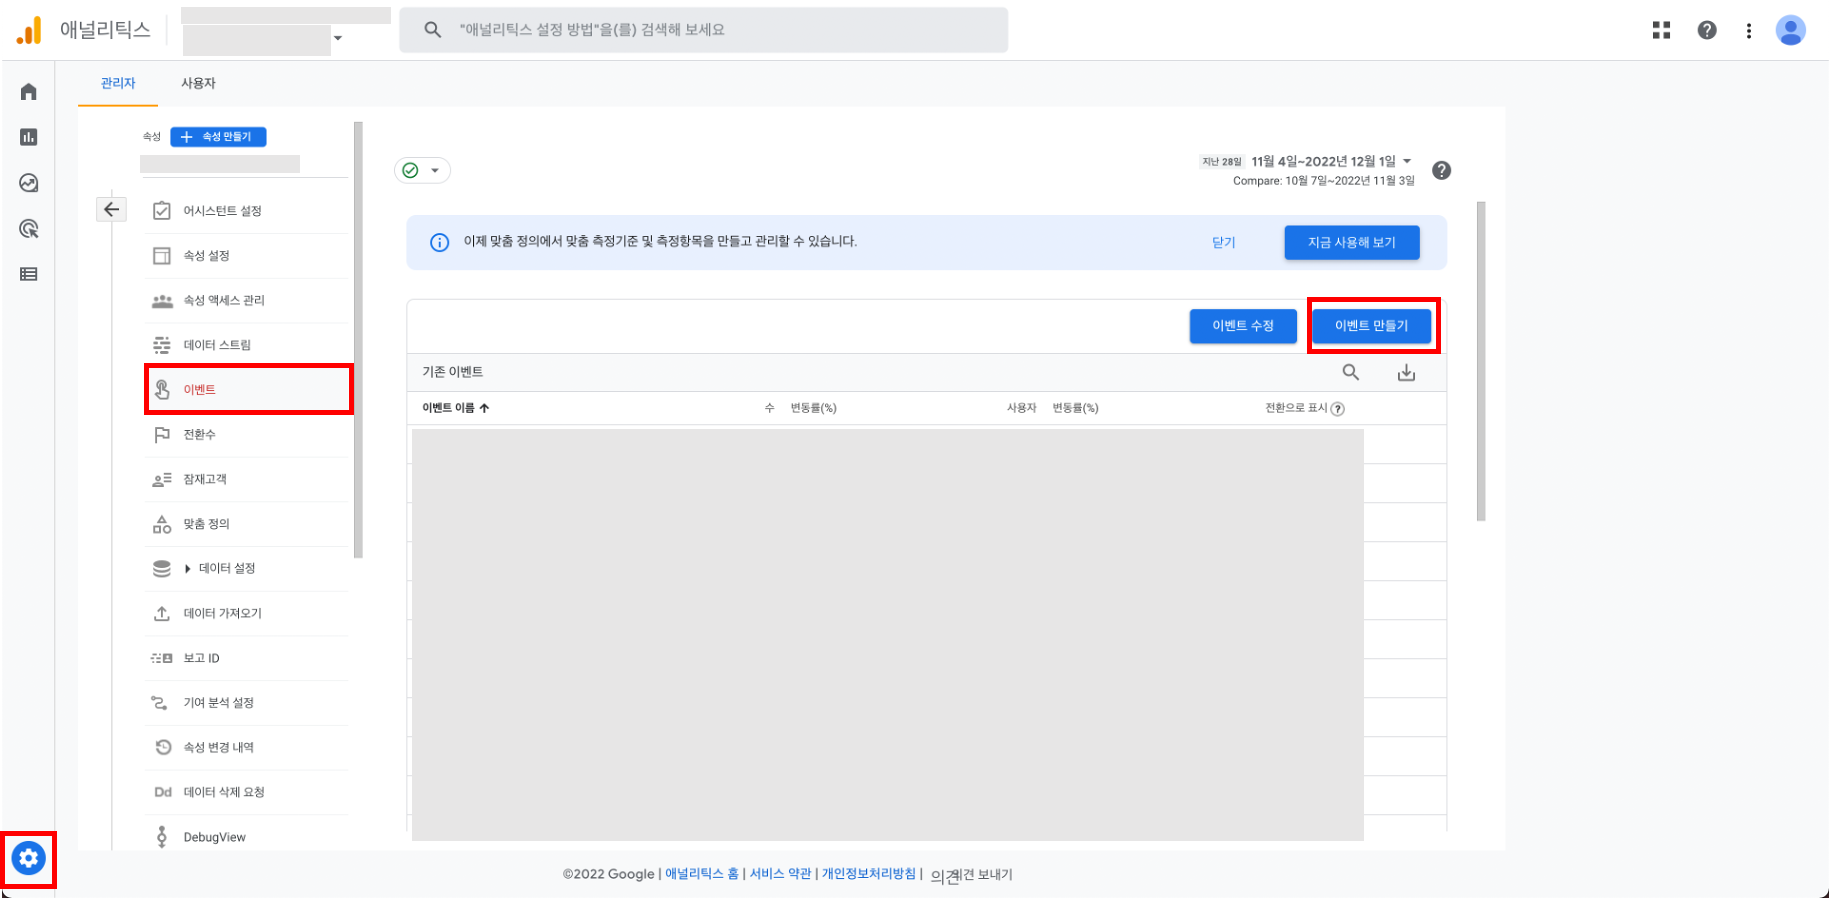 애널리틱스
"애널리틱스 설정 방법"을(를) 검색해 보세요
관리자 사용자
속성 속성 만들기
지난 28일 11월 4일~2022년 12월 1일
Compare: 10월 7일~2022년 11월 3일
어시스턴트 설정
속성 설정
속성 액세스 관리
데이터 스트림
이벤트
전환수
잠재고객
맞춤 정의
데이터 설정
데이터 가져오기
보고 ID
기여 분석 설정
속성 변경 내역
Dd 데이터 삭제 요청
DebugView
이제 맞춤 정의에서 맞춤 측정기준 및 측정항목을 만들고 관리할 수 있습니다.
닫기 지금 사용해 보기
이벤트 수정 이벤트 만들기
기존 이벤트
이벤트 이름 수 변동률(%) 사용자 변동률(%) 전환으로 표시
©2022 Google | 애널리틱스 홈 | 서비스 약관 | 개인정보처리방침 | 의견 보내기